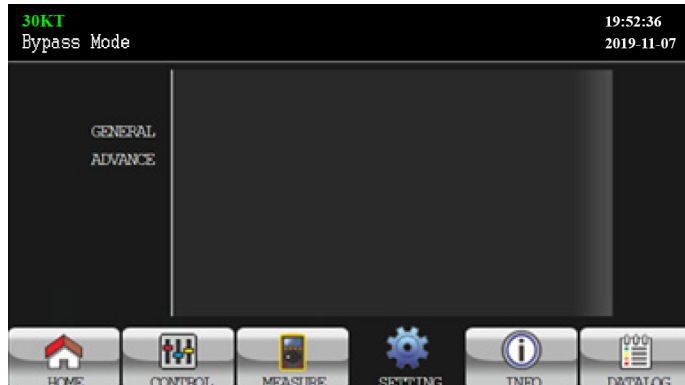 30KT
19:52:36
Bypass Mode
2019-11-07
GENERAL
ADVANCE
HOME
CONTROL
MEASURE
SETTING
INFO
DATALOG